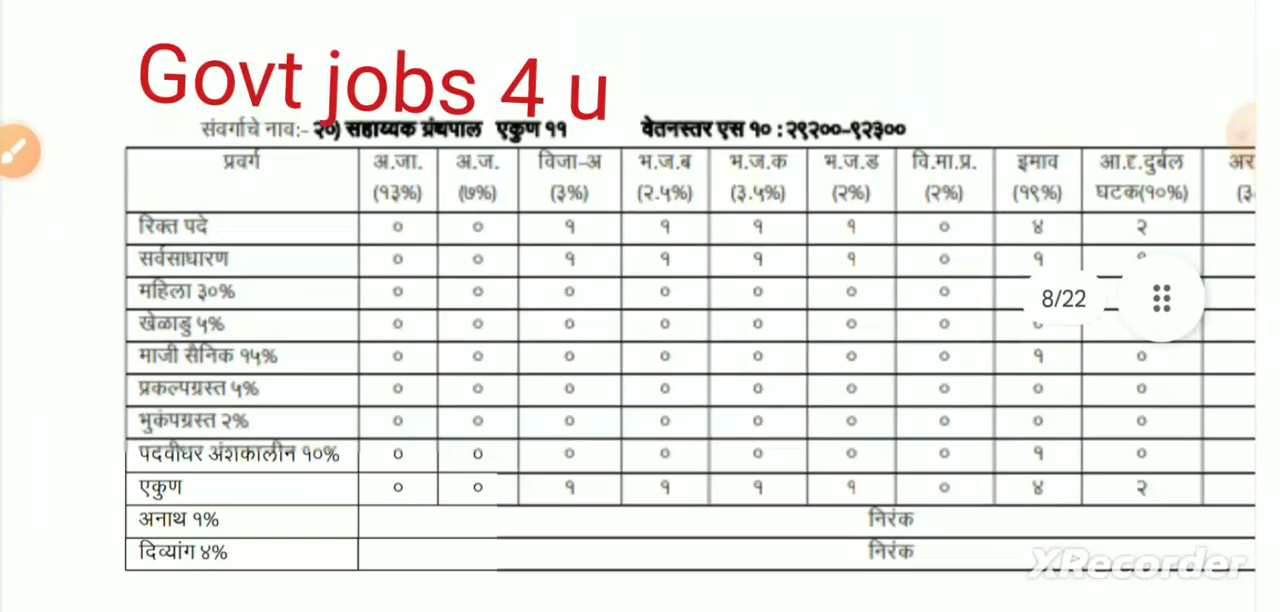 Govt jobs 4 u
संवर्गाचे नाव:- २०) सहाय्यक ग्रंथपाल एकुण ११ वेतनस्तर एस १० : २९२००-९२३००
प्रवर्ग अ.जा. अ.ज. विजा-अ भ.ज.ब भ.ज.क भ.ज.ड वि.मा.प्र. इमाव आ.दृ.दुर्बल
(१३%) (७%) (३%) (२.५%) (३.५%) (२%) (२%) (१९%) घटक(१०%)
रिक्त पदे ० ० १ १ १ १ ० ४ २
सर्वसाधारण ० ० १ १ १ १ ० १
महिला ३०% ० ० ० ० ० ० ०
8/22
खेळाडु ५% ० ० ० ० ० ० ०
माजी सैनिक १५% ० ० ० ० ० ० ० १ ०
प्रकल्पग्रस्त ५% ० ० ० ० ० ० ० ० ०
भुकंपग्रस्त २% ० ० ० ० ० ० ० ० ०
पदवीधर अंशकालीन १०% ० ० ० ० ० ० ० १ ०
एकुण ० ० १ १ १ १ ० ४ २
अनाथ १% निरंक
दिव्यांग ४% निरंक
XRecorder